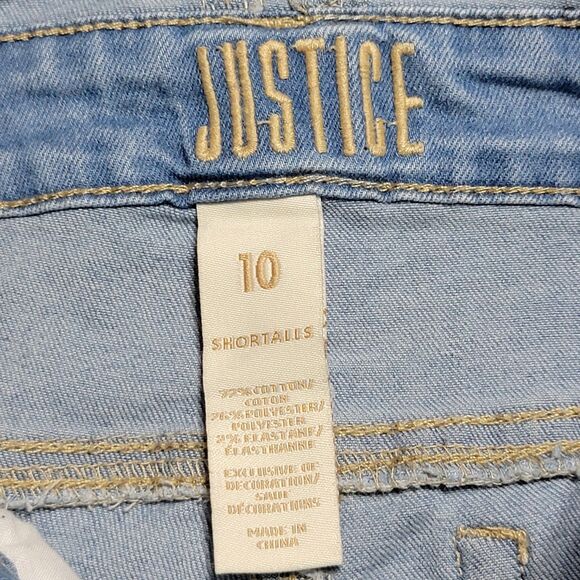 JUSTICE
10
SHORTALLS
72% COTTON/
COTON
26% POLYESTER/
POLYESTER
2% ELASTANE/
ÉLASTHANNE
EXCLUSIVE OF
DECORATION/
SAUF
DÉCORATIONS
MADE IN
CHINA